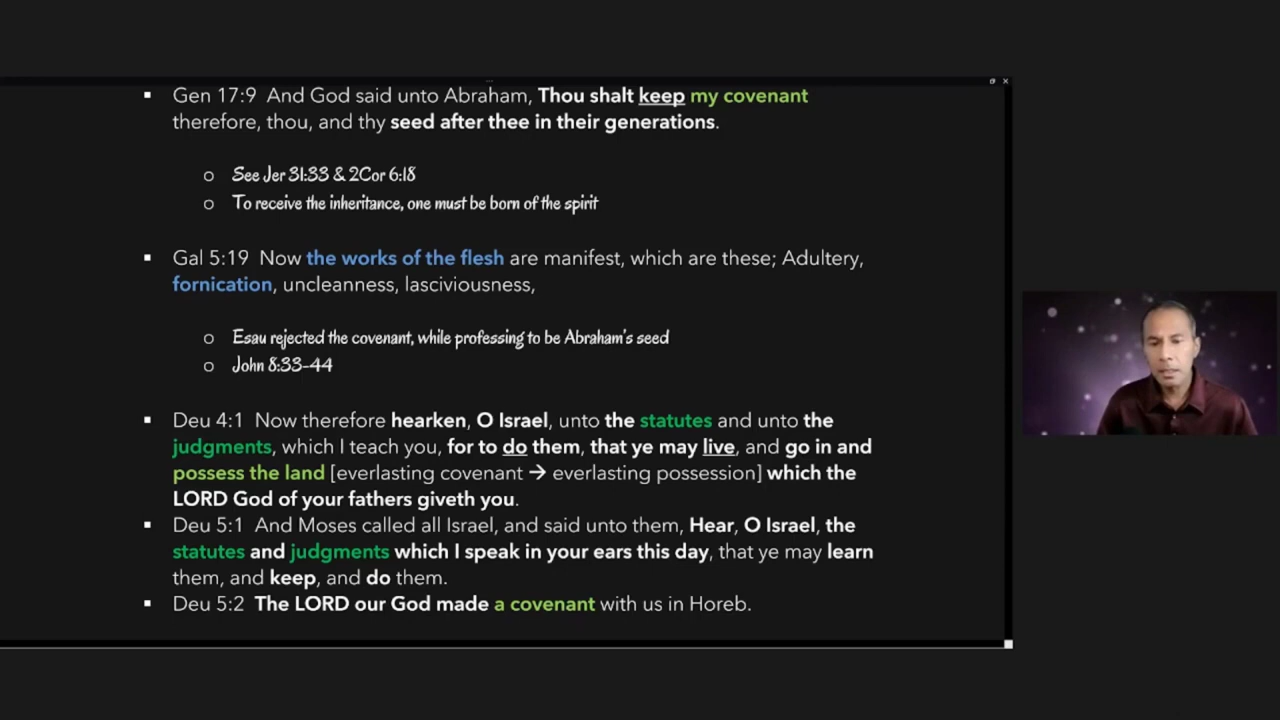 ▪ Gen 17:9 And God said unto Abraham, Thou shalt keep my covenant
therefore, thou, and thy seed after thee in their generations.
o See Jer 31:33 & 2Cor 6:18
o To receive the inheritance, one must be born of the spirit
▪ Gal 5:19 Now the works of the flesh are manifest, which are these; Adultery,
fornication, uncleanness, lasciviousness,
o Esau rejected the covenant, while professing to be Abraham's seed
o John 8:33-44
▪ Deu 4:1 Now therefore hearken, O Israel, unto the statutes and unto the
judgments, which I teach you, for to do them, that ye may live, and go in and
possess the land [everlasting covenant → everlasting possession] which the
LORD God of your fathers giveth you.
▪ Deu 5:1 And Moses called all Israel, and said unto them, Hear, O Israel, the
statutes and judgments which I speak in your ears this day, that ye may learn
them, and keep, and do them.
▪ Deu 5:2 The LORD our God made a covenant with us in Horeb.